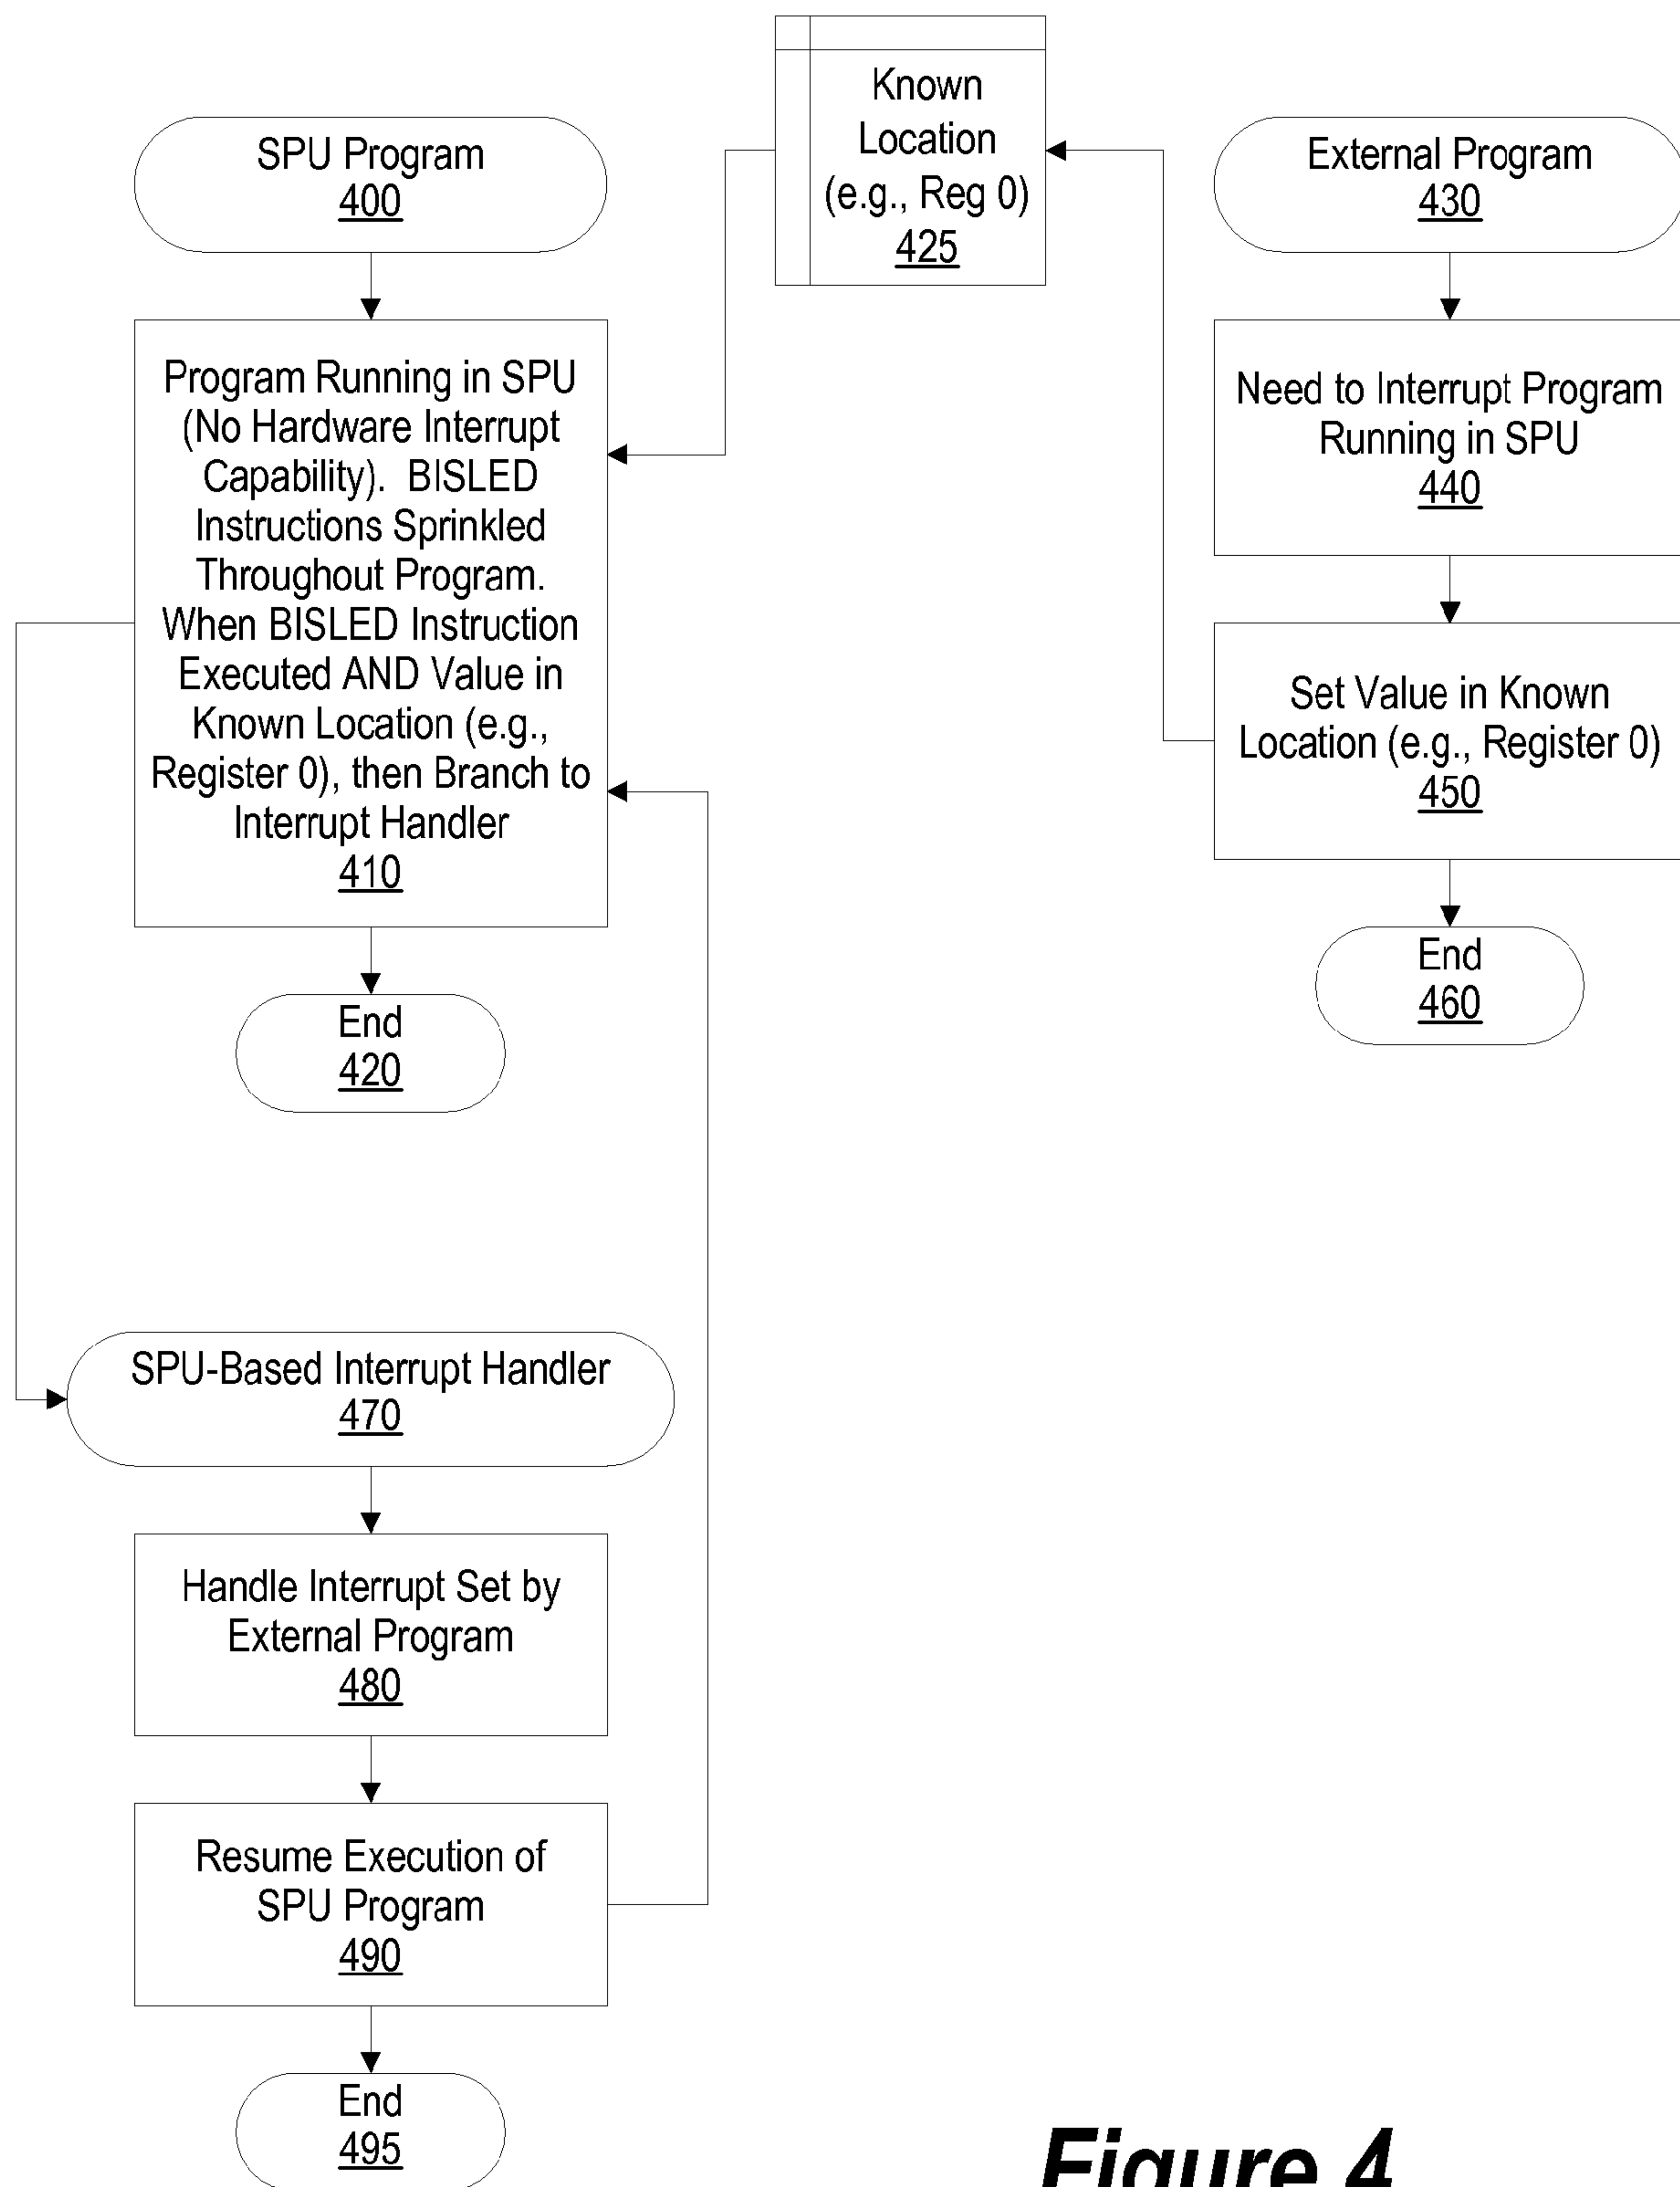 SPU Program
400
Program Running in SPU
(No Hardware Interrupt
Capability).  BISLED
Instructions Sprinkled
Throughout Program.
When BISLED Instruction
Executed AND Value in
Known Location (e.g.,
Register 0), then Branch to
Interrupt Handler
410
End
420
Known
Location
(e.g., Reg 0)
425
External Program
430
Need to Interrupt Program
Running in SPU
440
Set Value in Known
Location (e.g., Register 0)
450
End
460
SPU-Based Interrupt Handler
470
Handle Interrupt Set by
External Program
480
Resume Execution of
SPU Program
490
End
495
Figure 4